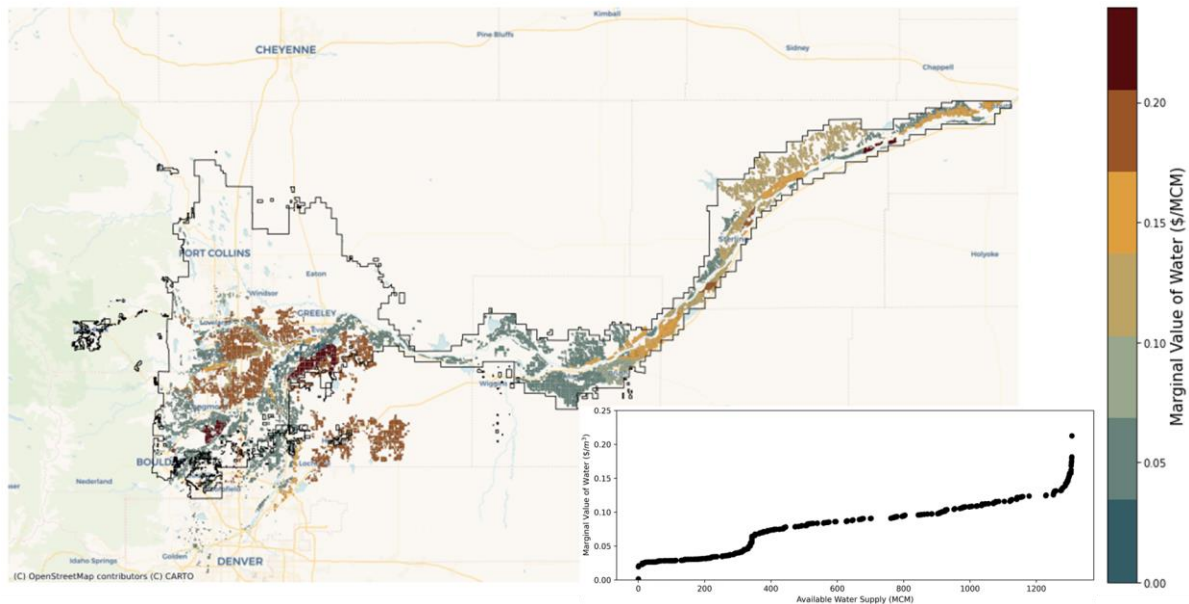 Kimball
Pine Bluffs
CHEYENNE
Sidney
Chappell
FORT COLLINS
Eaton
Windsor
GREELEY
Sterling
Holyoke
Wiggins
BOULD
Nederland
Golden
Idaho Springs
DENVER
(C) OpenStreetMap contributors (C) CARTO
0.20
0.15
0.10
0.05
0.00
Marginal Value of Water ($/MCM)
0.25
0.20
0.15
0.10
0.05
0.00
Marginal Value of Water ($/m³)
0
200
400
600
800
1000
1200
Available Water Supply (MCM)